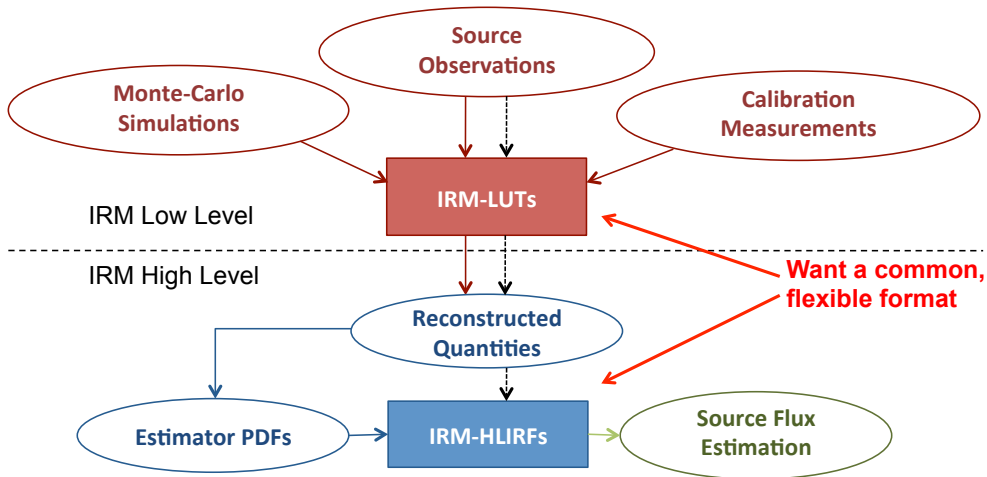 Source
Observations
Monte-Carlo
Simulations
Calibration
Measurements
IRM-LUTs
IRM Low Level
IRM High Level
Want a common,
flexible format
Reconstructed
Quantities
Estimator PDFs
IRM-HLIRFs
Source Flux
Estimation